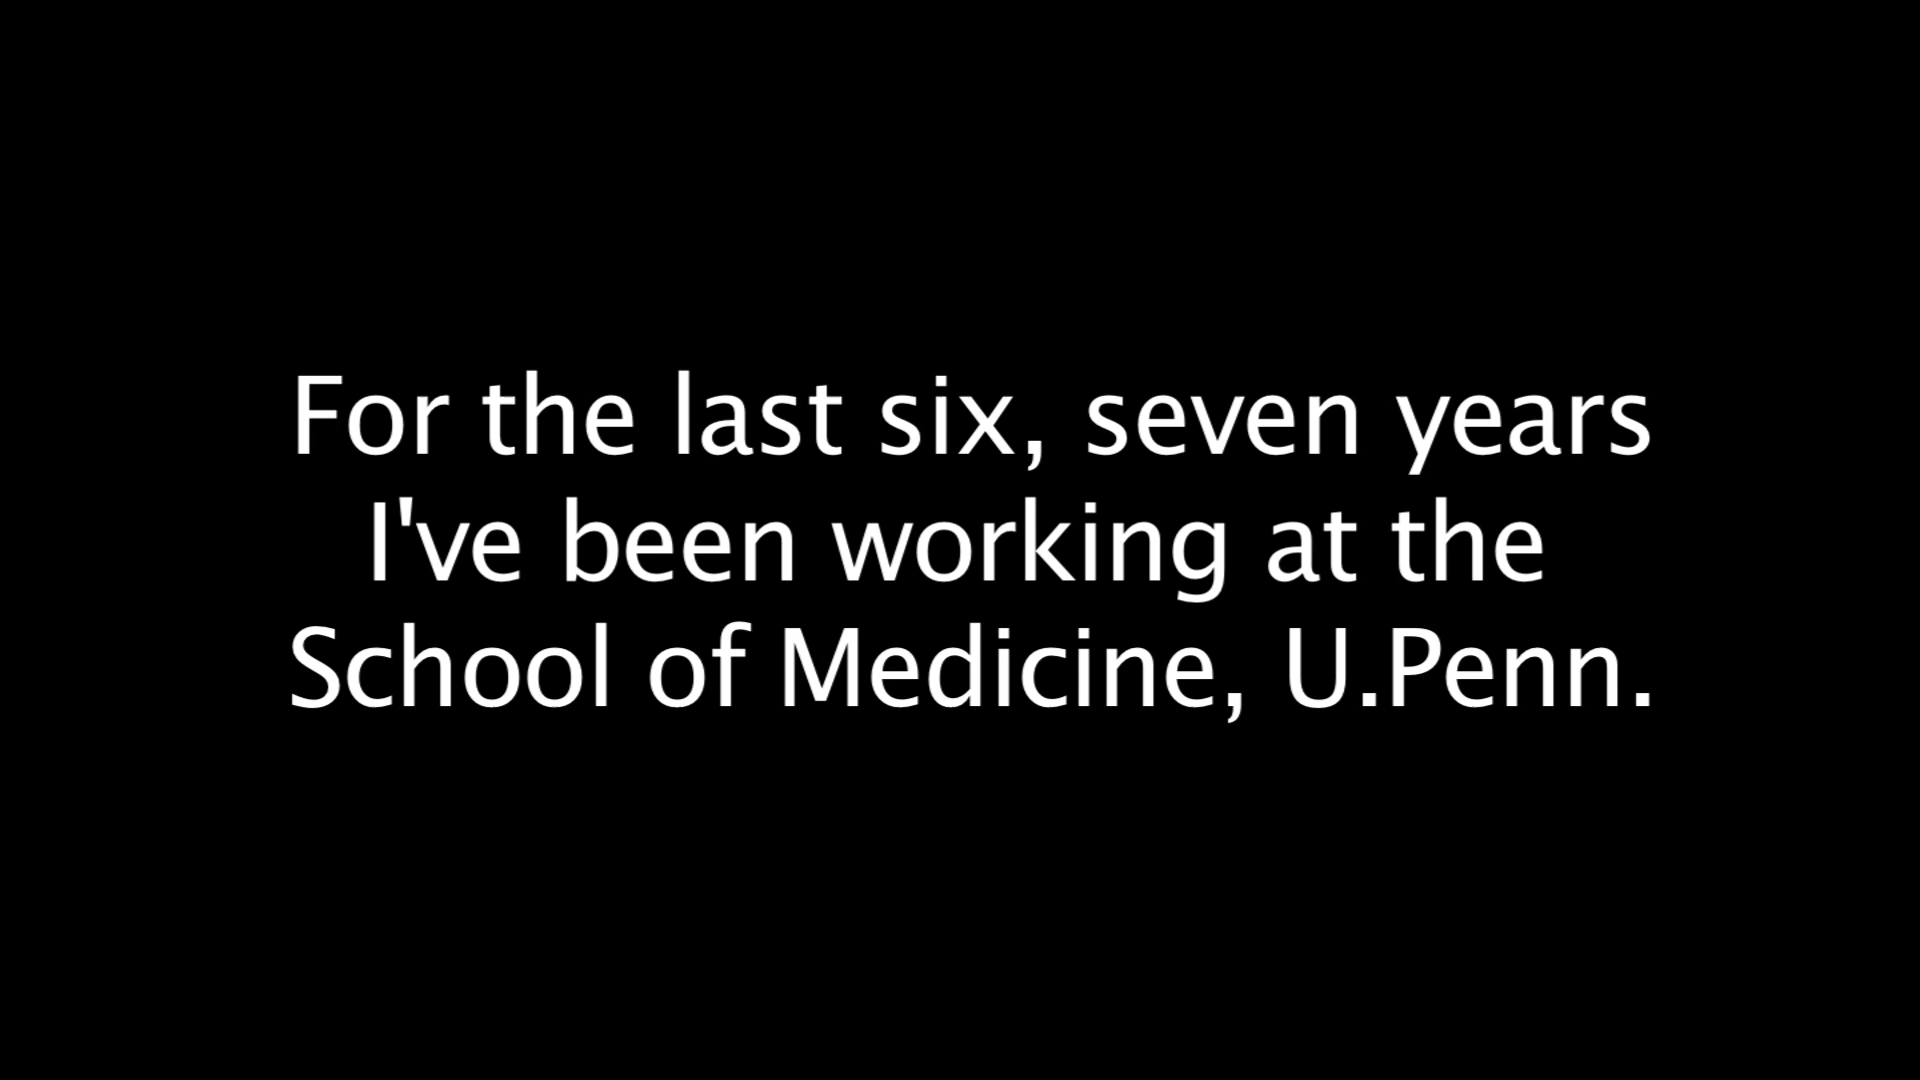 For the last six, seven years
I've been working at the
School of Medicine, U.Penn.